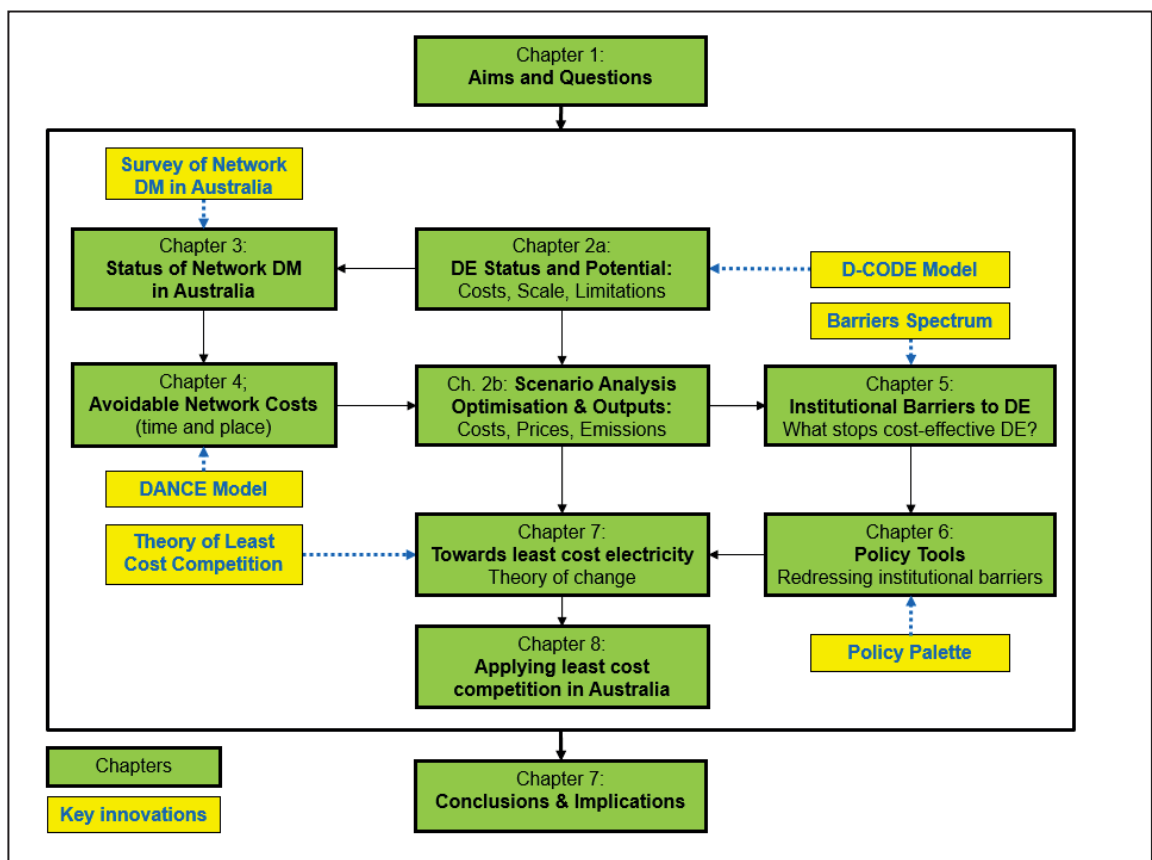 Chapter 1:
Aims and Questions
Survey of Network
DM in Australia
Chapter 3:
Status of Network DM
in Australia
Chapter 2a:
DE Status and Potential:
Costs, Scale, Limitations
D-CODE Model
Barriers Spectrum
Chapter 4;
Avoidable Network Costs
(time and place)
Ch. 2b: Scenario Analysis
Optimisation & Outputs:
Costs, Prices, Emissions
Chapter 5:
Institutional Barriers to DE
What stops cost-effective DE?
DANCE Model
Theory of Least
Cost Competition
Chapter 7:
Towards least cost electricity
Theory of change
Chapter 6:
Policy Tools
Redressing institutional barriers
Policy Palette
Chapter 8:
Applying least cost
competition in Australia
Chapters
Key innovations
Chapter 7:
Conclusions & Implications